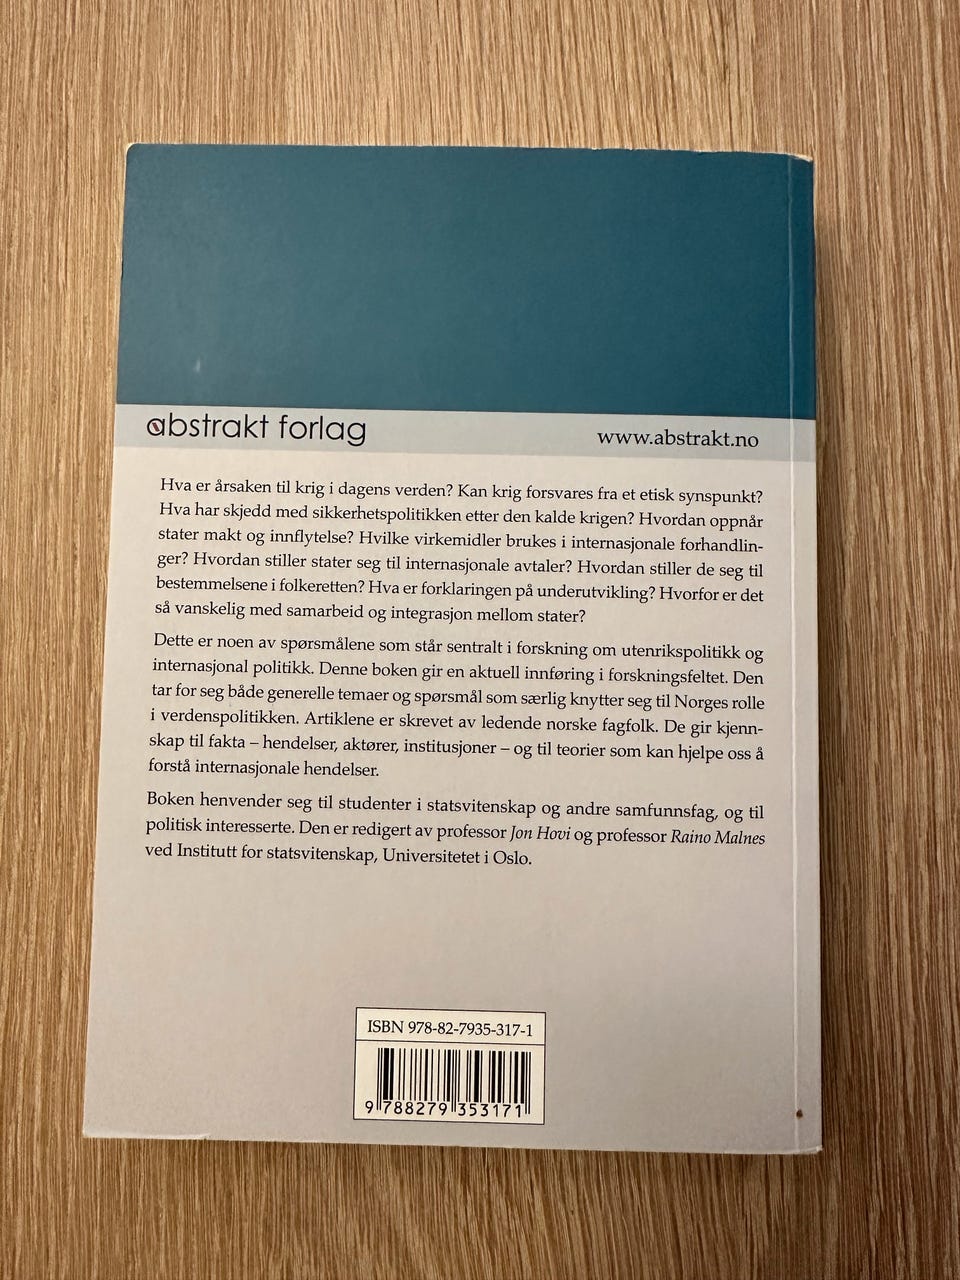 abstrakt forlag
www.abstrakt.no
Hva er årsaken til krig i dagens verden? Kan krig forsvares fra et etisk synspunkt?
Hva har skjedd med sikkerhetspolitikken etter den kalde krigen? Hvordan oppnår
stater makt og innflytelse? Hvilke virkemidler brukes i internasjonale forhandlin-
ger? Hvordan stiller stater seg til internasjonale avtaler? Hvordan stiller de seg til
bestemmelsene i folkeretten? Hva er forklaringen på underutvikling? Hvorfor er det
så vanskelig med samarbeid og integrasjon mellom stater?
Dette er noen av spørsmålene som står sentralt i forskning om utenrikspolitikk og
internasjonal politikk. Denne boken gir en aktuell innføring i forskningsfeltet. Den
tar for seg både generelle temaer og spørsmål som særlig knytter seg til Norges rolle
i verdenspolitikken. Artiklene er skrevet av ledende norske fagfolk. De gir kjenn-
skap til fakta – hendelser, aktører, institusjoner – og til teorier som kan hjelpe oss å
forstå internasjonale hendelser.
Boken henvender seg til studenter i statsvitenskap og andre samfunnsfag, og til
politisk interesserte. Den er redigert av professor Jon Hovi og professor Raino Malnes
ved Institutt for statsvitenskap, Universitetet i Oslo.
ISBN 978-82-7935-317-1
9 788279 353171